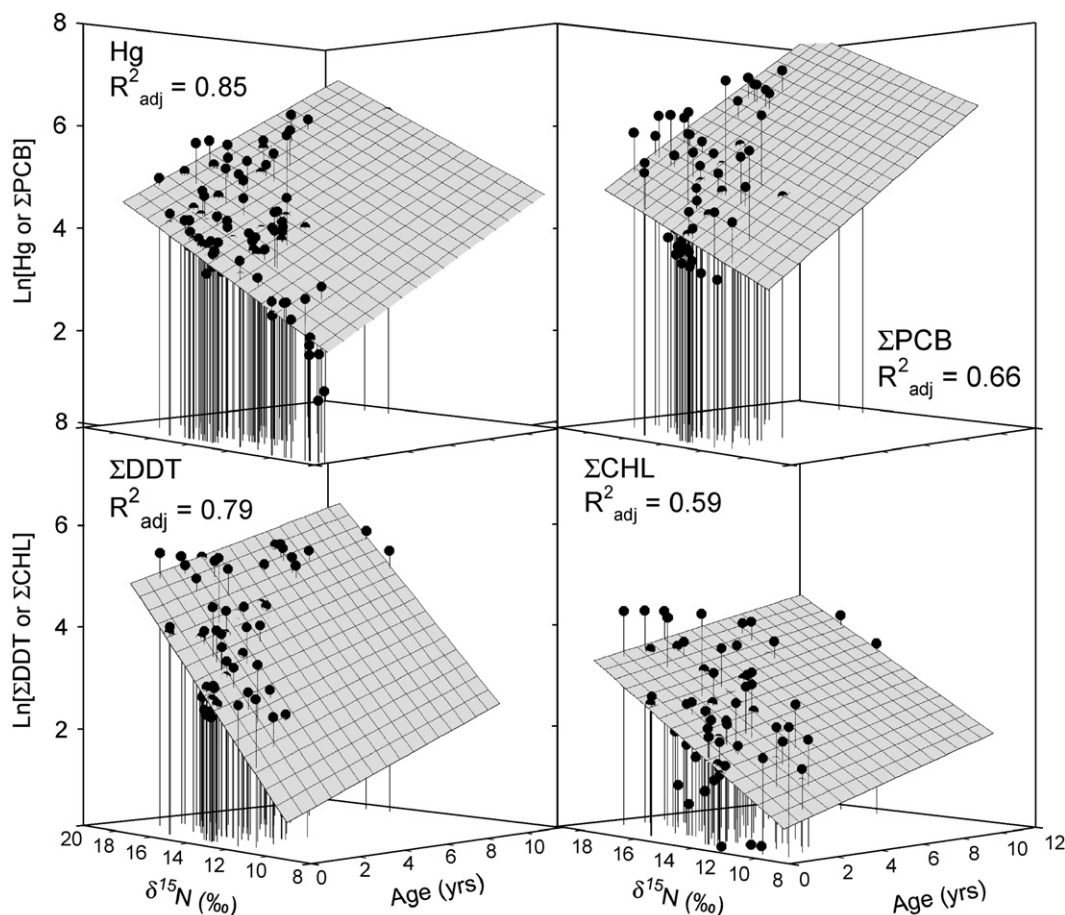 8
6
4
2
8
6
4
2
Ln[Hg or ΣPCB]
Ln[ΣDDT or ΣCHL]
Hg
R²adj = 0.85
ΣPCB
R²adj = 0.66
ΣDDT
R²adj = 0.79
ΣCHL
R²adj = 0.59
20 18 16 14 12 10 8
0 2 4 6 8 10
18 16 14 12 10 8
0 2 4 6 8 10 12
δ¹⁵N (‰)
Age (yrs)
δ¹⁵N (‰)
Age (yrs)